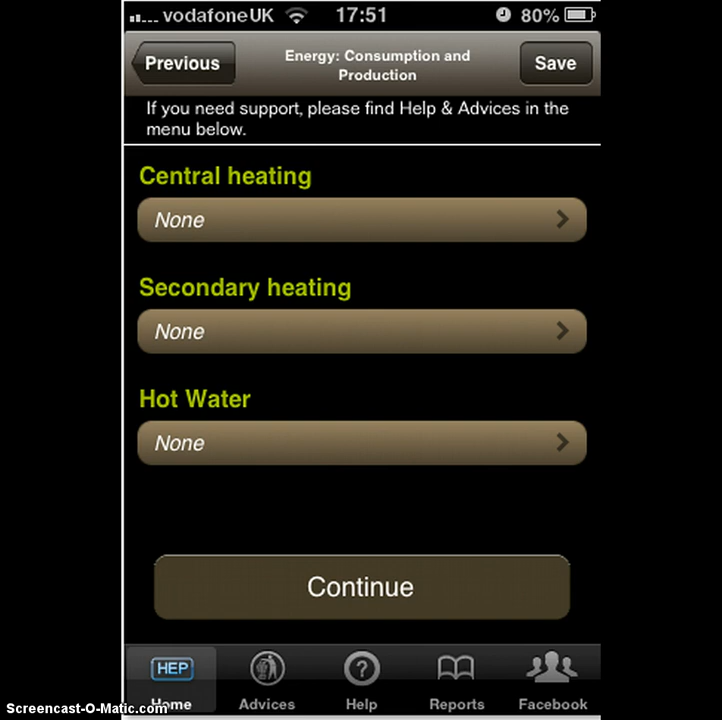 vodafone UK 17:51 80%
Previous
Energy: Consumption and
Production
Save
If you need support, please find Help & Advices in the
menu below.
Central heating
None
Secondary heating
None
Hot Water
None
Continue
HEP
Home Advices Help Reports Facebook
Screencast-O-Matic.com